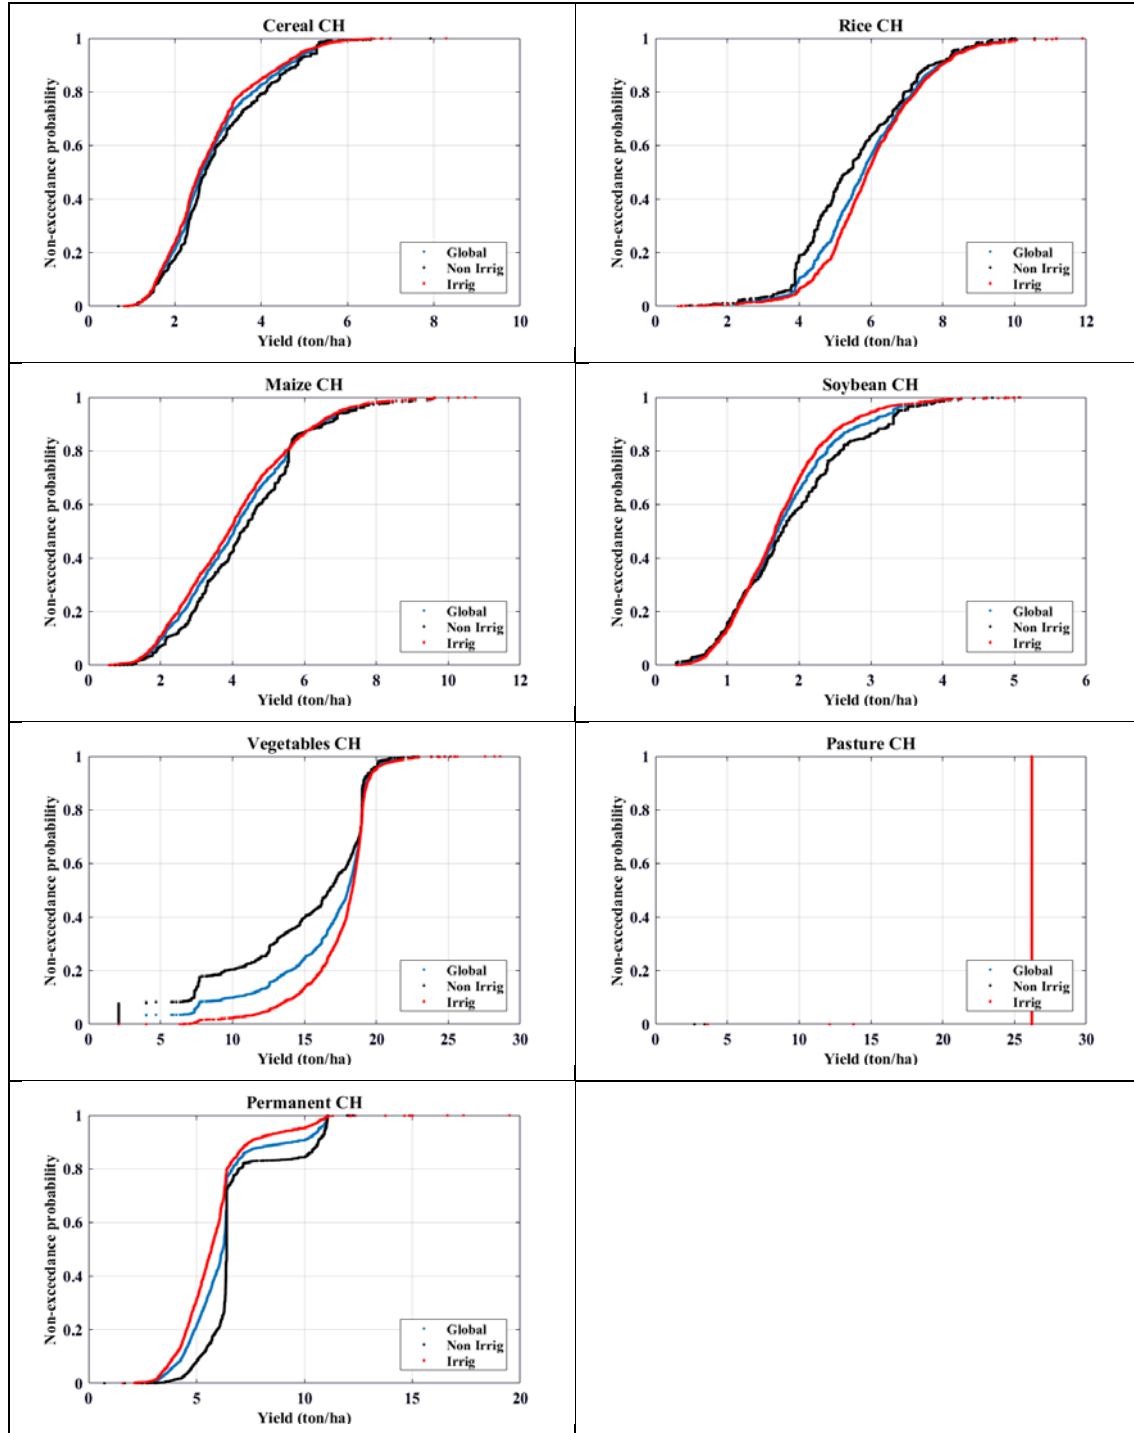 Cereal CH
Non-exceedance probability
1
0.8
0.6
0.4
0.2
0
0 2 4 6 8 10
Yield (ton/ha)
Global
Non Irrig
Irrig
Rice CH
Non-exceedance probability
1
0.8
0.6
0.4
0.2
0
0 2 4 6 8 10 12
Yield (ton/ha)
Global
Non Irrig
Irrig
Maize CH
Non-exceedance probability
1
0.8
0.6
0.4
0.2
0
0 2 4 6 8 10 12
Yield (ton/ha)
Global
Non Irrig
Irrig
Soybean CH
Non-exceedance probability
1
0.8
0.6
0.4
0.2
0
0 1 2 3 4 5 6
Yield (ton/ha)
Global
Non Irrig
Irrig
Vegetables CH
Non-exceedance probability
1
0.8
0.6
0.4
0.2
0
0 5 10 15 20 25 30
Yield (ton/ha)
Global
Non Irrig
Irrig
Pasture CH
Non-exceedance probability
1
0.8
0.6
0.4
0.2
0
0 5 10 15 20 25 30
Yield (ton/ha)
Global
Non Irrig
Irrig
Permanent CH
Non-exceedance probability
1
0.8
0.6
0.4
0.2
0
0 5 10 15 20
Yield (ton/ha)
Global
Non Irrig
Irrig